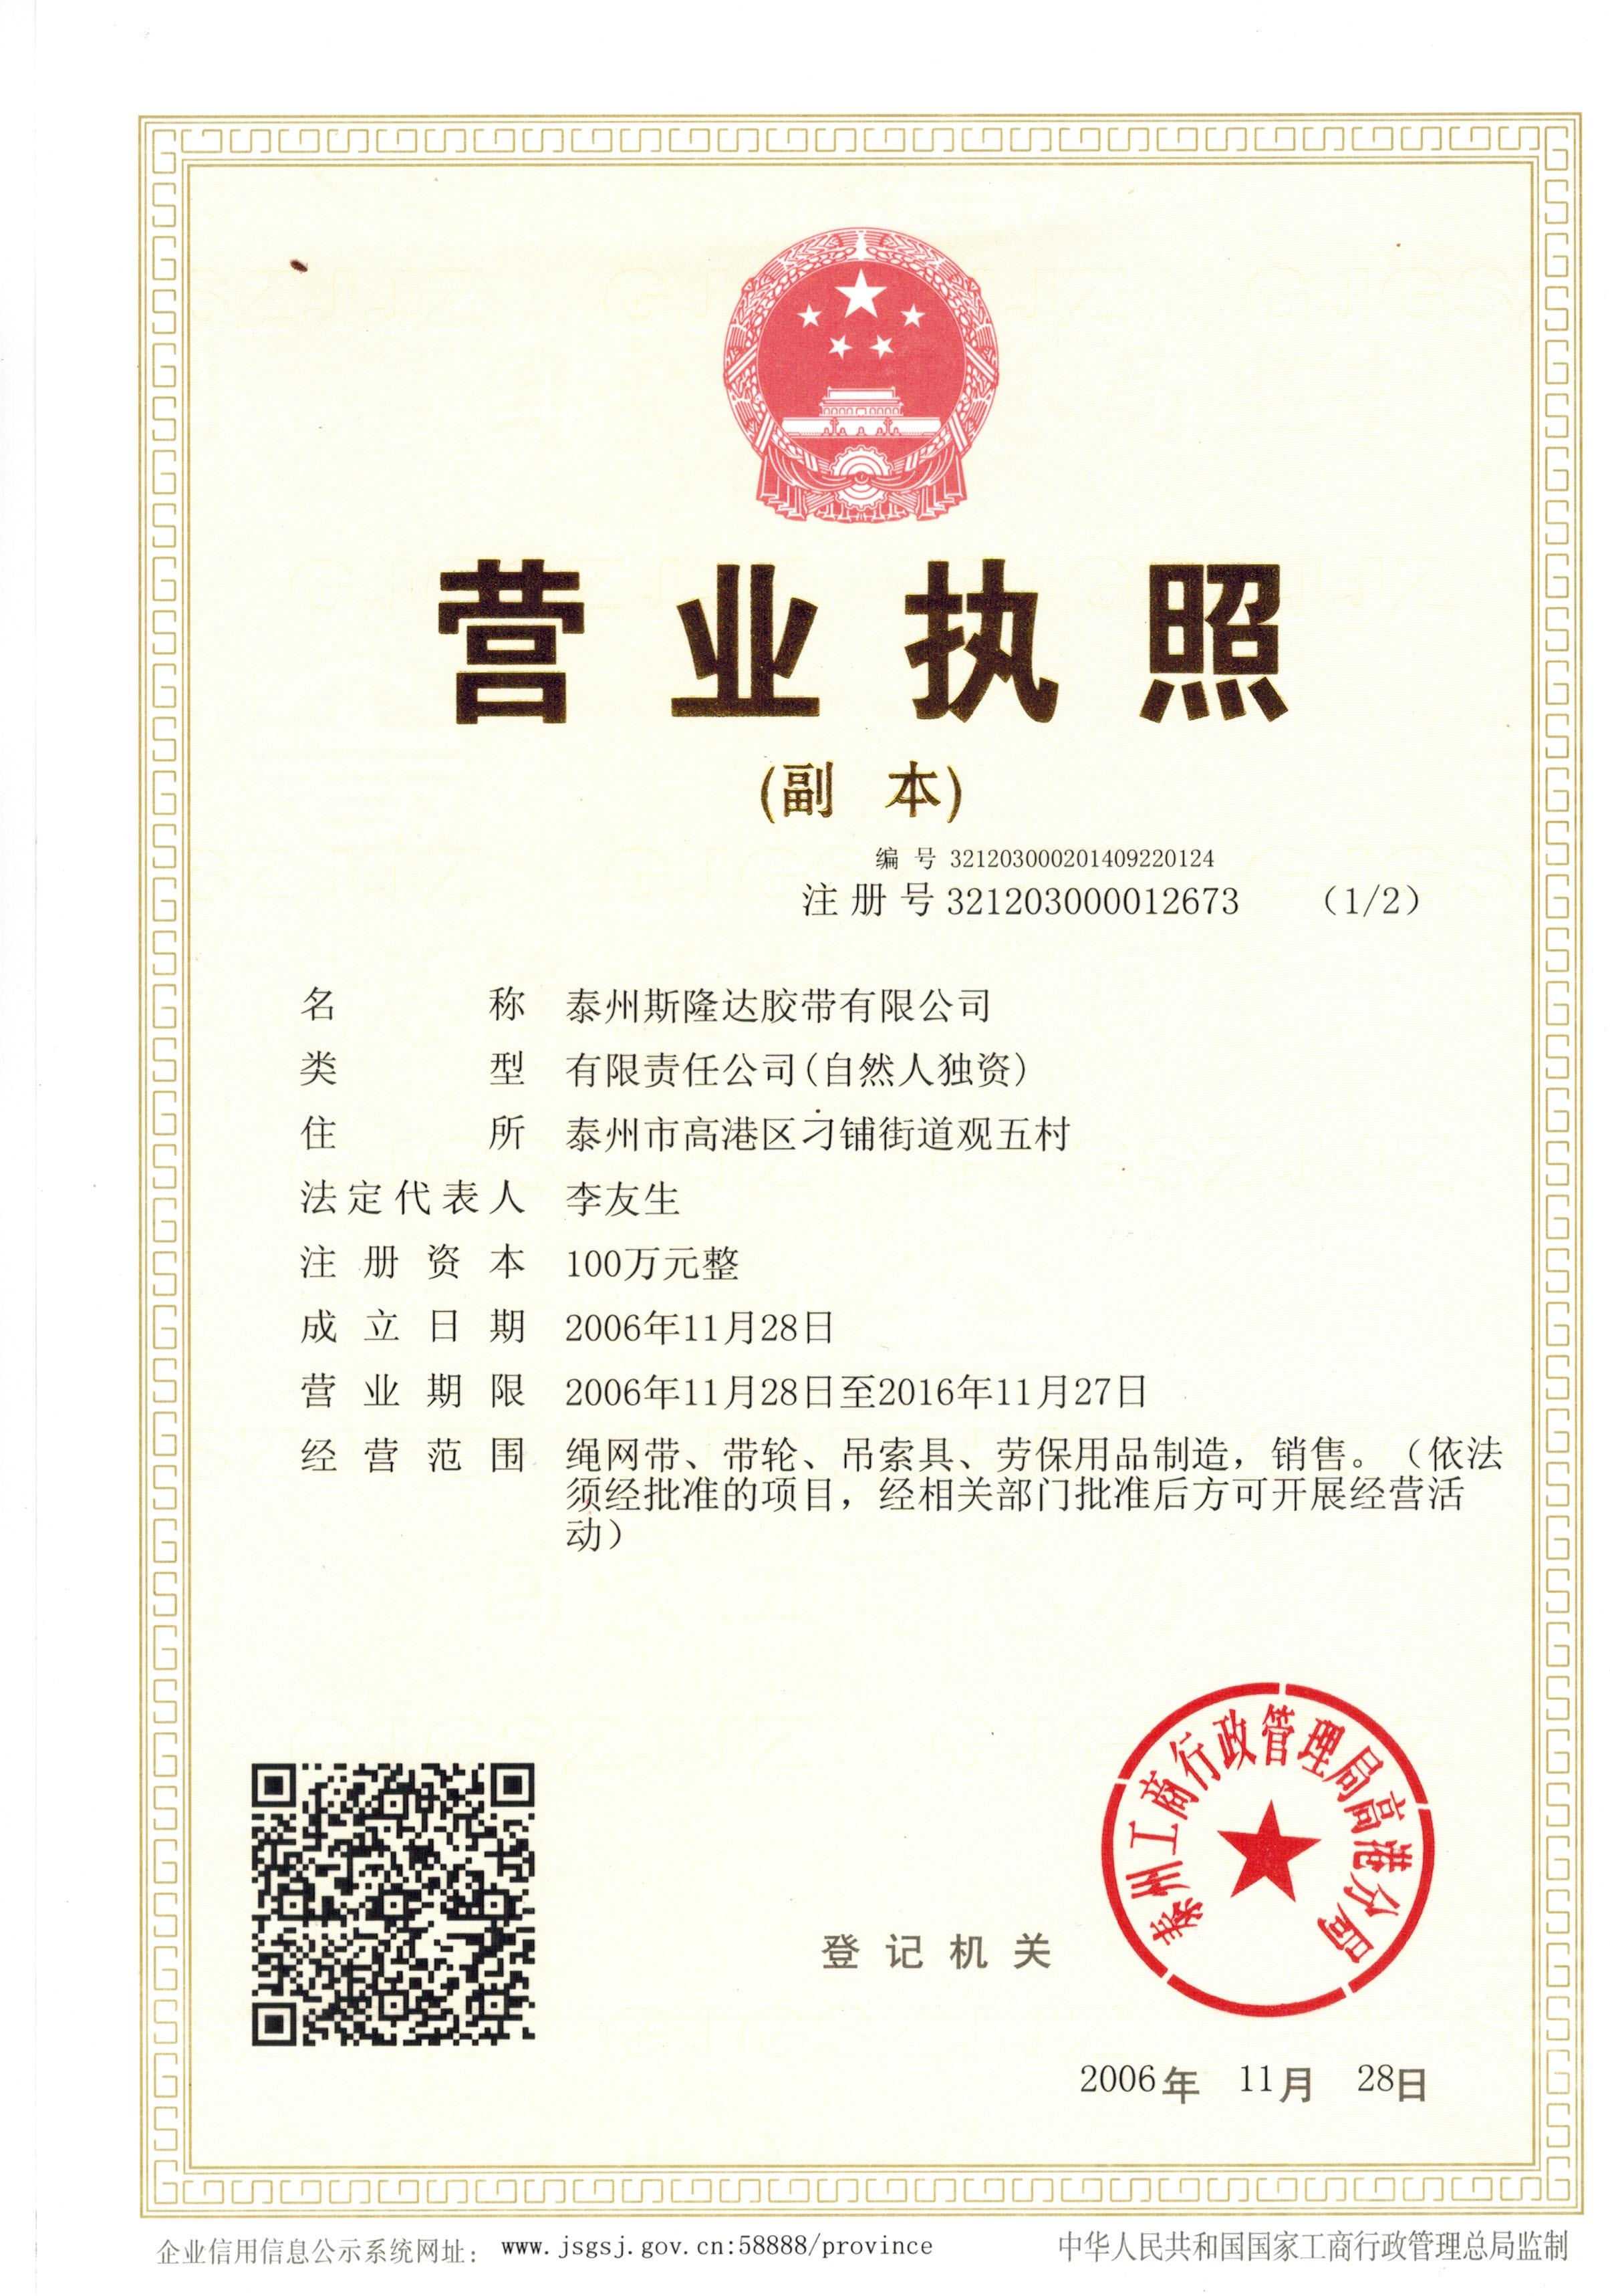 营业执照
(副 本)
编 号 321203000201409220124
注 册 号 321203000012673 （1/2）
名 称 泰州斯隆达胶带有限公司
类 型 有限责任公司(自然人独资)
住 所 泰州市高港区刁铺街道观五村
法定代表人 李友生
注 册 资 本 100万元整
成 立 日 期 2006年11月28日
营 业 期 限 2006年11月28日至2016年11月27日
经 营 范 围 绳网带、带轮、吊索具、劳保用品制造，销售。（依法
须经批准的项目，经相关部门批准后方可开展经营活
动）
泰州工商行政管理局高港分局
登 记 机 关
2006年 11月 28日
企业信用信息公示系统网址： www.jsgsj.gov.cn:58888/province
中华人民共和国国家工商行政管理总局监制